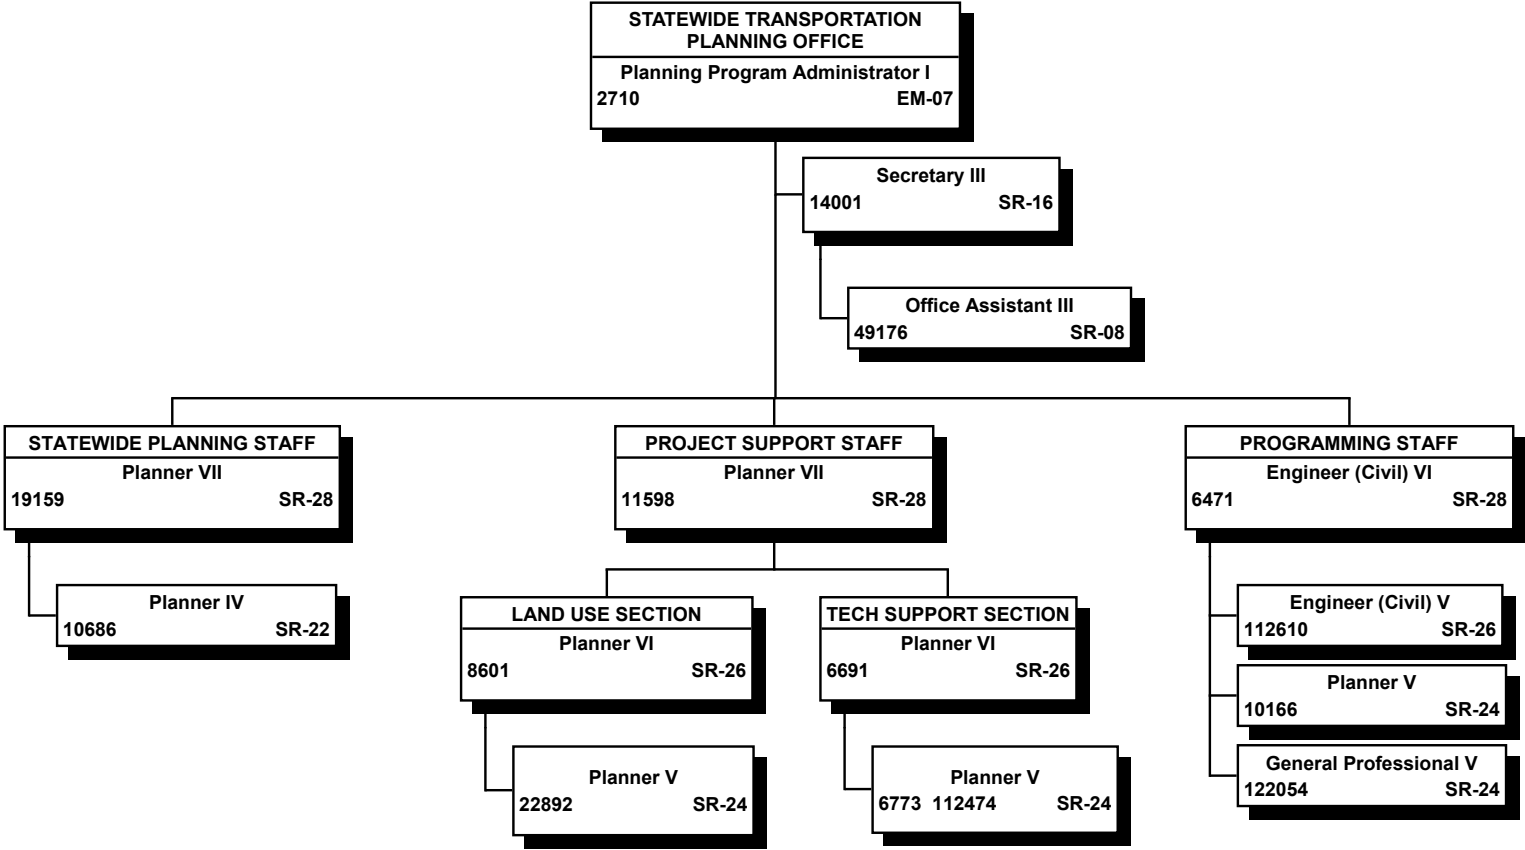 STATEWIDE TRANSPORTATION
PLANNING OFFICE
Planning Program Administrator I
2710 EM-07
Secretary III
14001 SR-16
Office Assistant III
49176 SR-08
STATEWIDE PLANNING STAFF
Planner VII
19159 SR-28
Planner IV
10686 SR-22
PROJECT SUPPORT STAFF
Planner VII
11598 SR-28
LAND USE SECTION
Planner VI
8601 SR-26
Planner V
22892 SR-24
TECH SUPPORT SECTION
Planner VI
6691 SR-26
Planner V
6773 112474 SR-24
PROGRAMMING STAFF
Engineer (Civil) VI
6471 SR-28
Engineer (Civil) V
112610 SR-26
Planner V
10166 SR-24
General Professional V
122054 SR-24